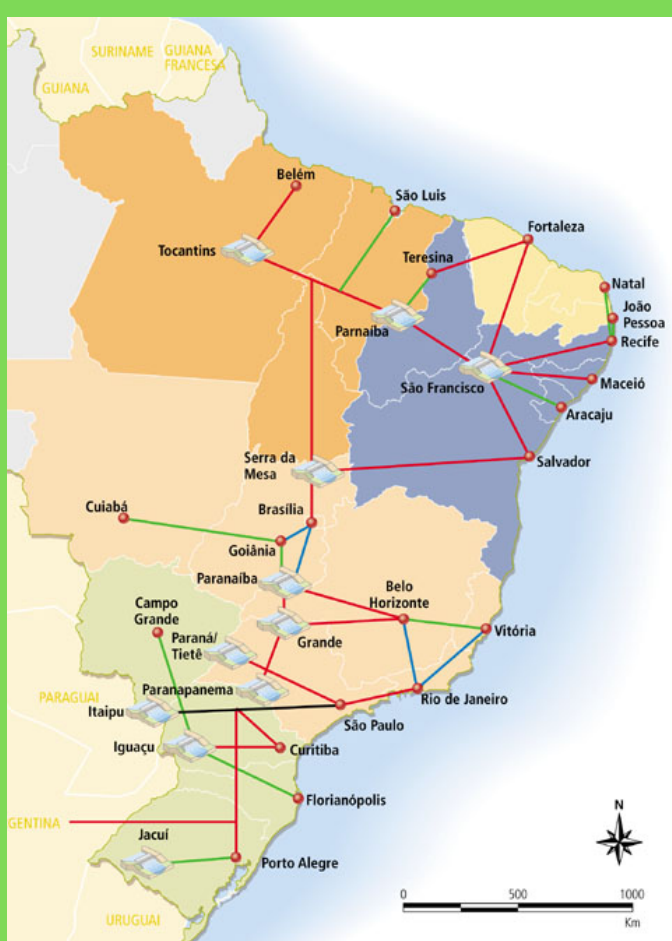 SURINAME
GUIANA
FRANCESA
GUIANA
Belém
São Luis
Fortaleza
Tocantins
Teresina
Natal
João
Pessoa
Parnaíba
Recife
São Francisco
Maceió
Aracaju
Serra da
Mesa
Salvador
Cuiabá
Brasília
Goiânia
Paranaíba
Belo
Horizonte
Campo
Grande
Grande
Vitória
Paraná/
Tietê
PARAGUAI
Paranapanema
Itaipu
Rio de Janeiro
São Paulo
Iguaçu
Curitiba
Florianópolis
GENTINA
Jacuí
Porto Alegre
N
URUGUAI
0 500 1000
Km